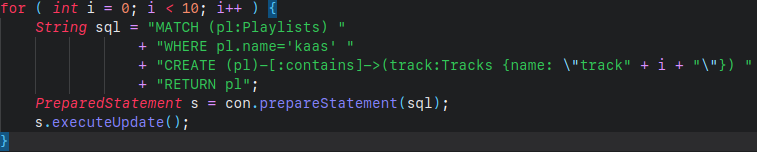 for ( int i = 0; i < 10; i++ ) {
    String sql = "MATCH (pl:Playlists) "
            + "WHERE pl.name='kaas' "
            + "CREATE (pl)-[:contains]->(track:Tracks {name: \"track" + i + "\"}) "
            + "RETURN pl";
    PreparedStatement s = con.prepareStatement(sql);
    s.executeUpdate();
}